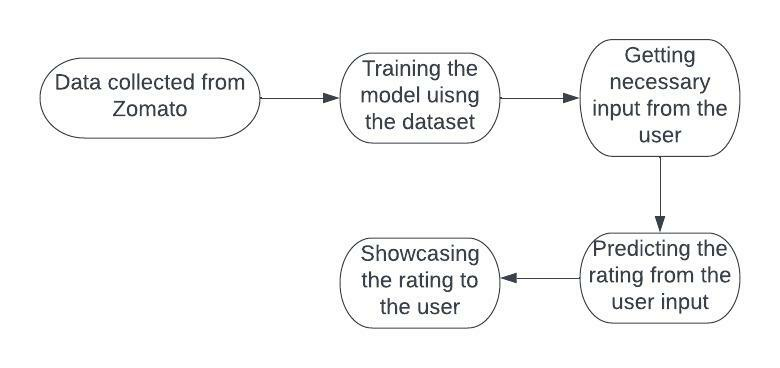 Data collected from
Zomato
Training the
model uisng
the dataset
Getting
necessary
input from the
user
Predicting the
rating from the
user input
Showcasing
the rating to
the user